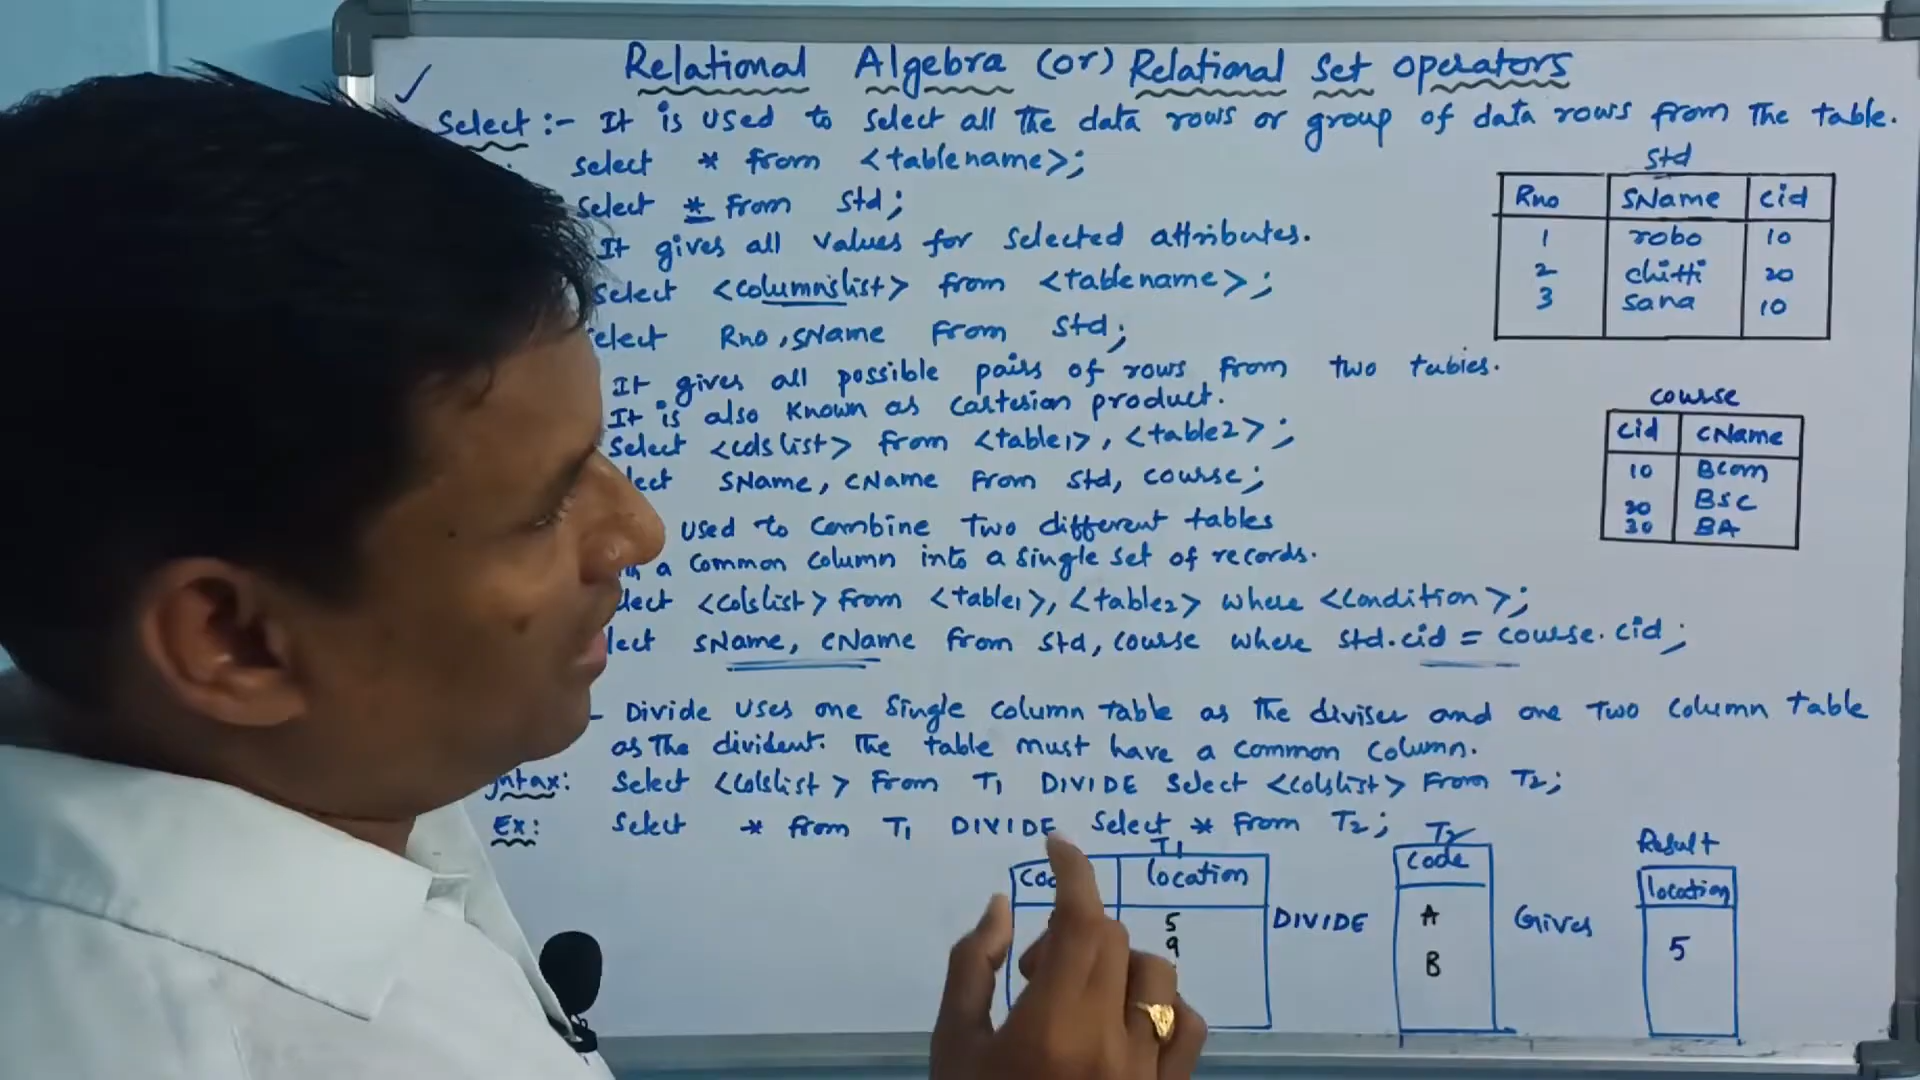 Relational Algebra (or) Relational Set Operators
Select :- It is used to select all the data rows or group of data rows from the table.
Select * from <tablename>;
Select * From Std;
It gives all values for selected attributes.
Select <columnslist> from <tablename>;
elect Rno, SName From Std;
It gives all possible pairs of rows from two tables.
It is also known as cartesian product.
Select <colslist> from <table1>, <table2>;
lect SName, CName From Std, Course;
used to combine two different tables
a common column into a single set of records.
lect <colslist> from <table1>, <table2> where <condition>;
lect SName, CName from Std, Course where Std.cid = Course.cid;
- Divide uses one single column table as the diviser and one two column table
as the divident. The table must have a common column.
yntax: Select <colslist> From T1 DIVIDE Select <colslist> From T2;
Ex: Select * from T1 DIVIDE Select * From T2;
Std
Rno SName Cid
1 robo 10
2 chitti 20
3 sana 10
course
Cid CName
10 Bcom
20 BSC
30 BA
T1
Co location
5
9
DIVIDE
T2
Code
A
B
Gives
Result
location
5